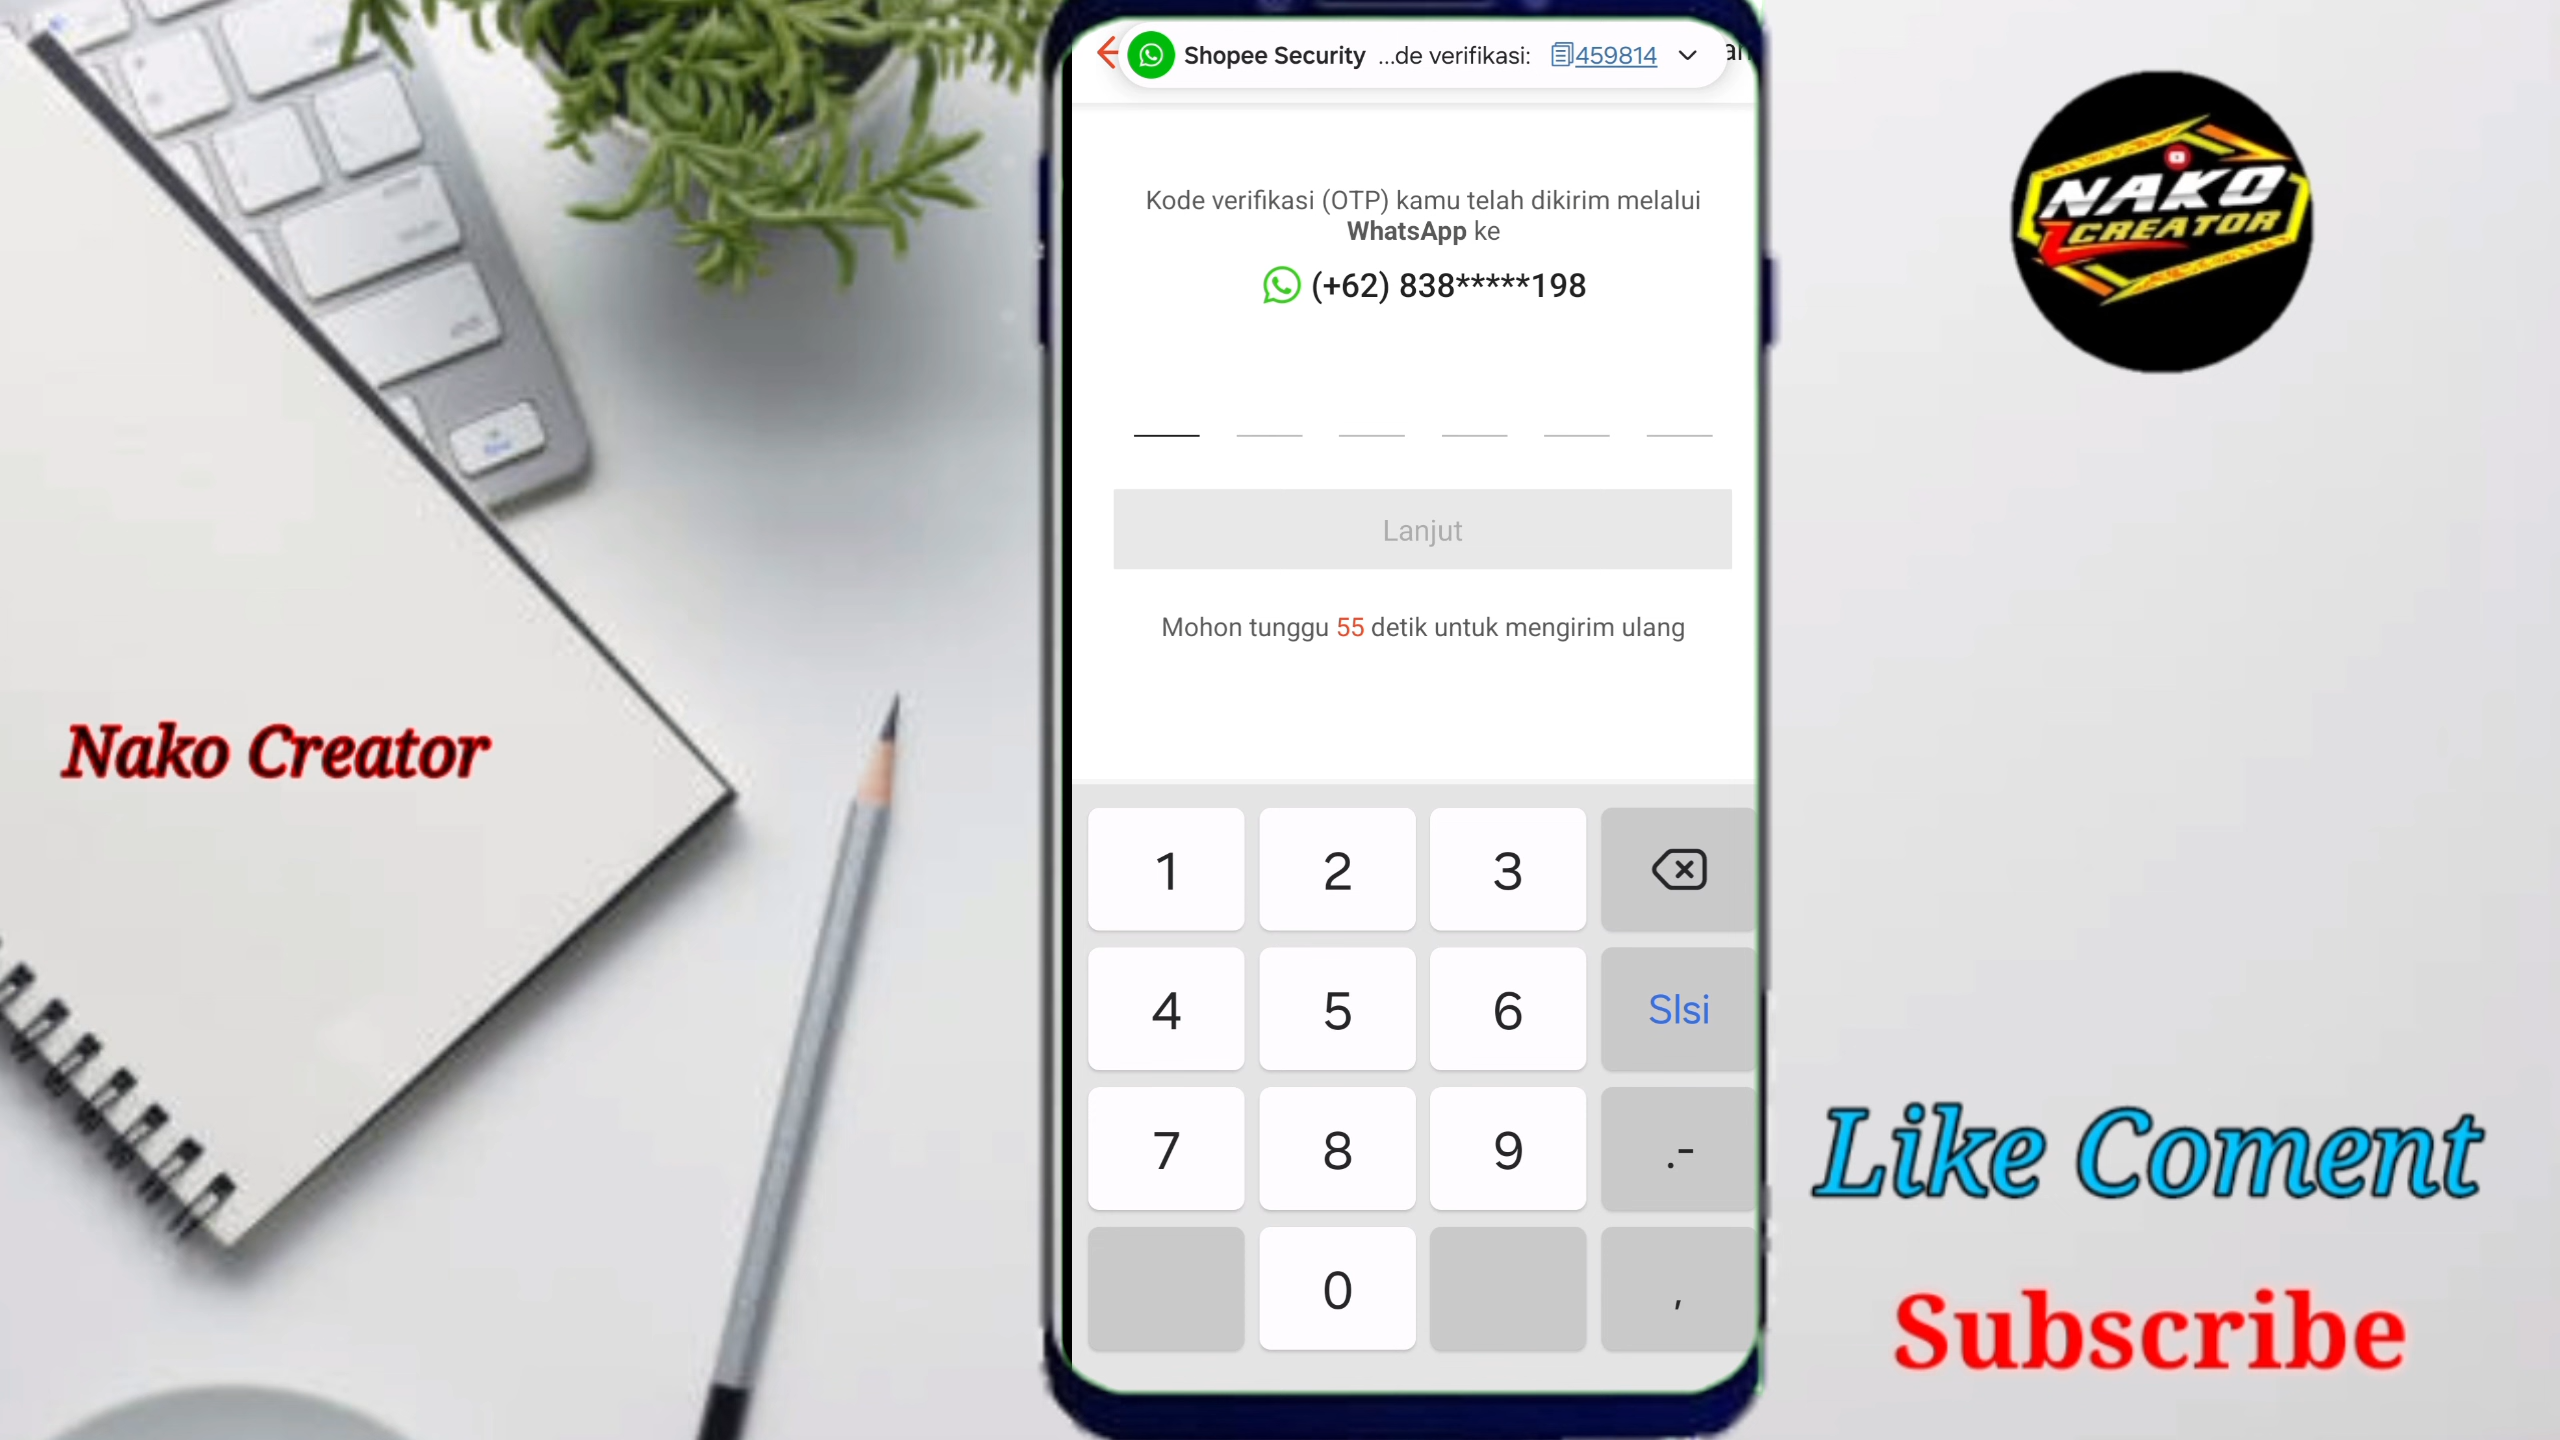 Shopee Security ...de verifikasi: 459814
Kode verifikasi (OTP) kamu telah dikirim melalui
WhatsApp ke
(+62) 838*****198
Lanjut
Mohon tunggu 55 detik untuk mengirim ulang
1 2 3
4 5 6 Slsi
7 8 9 .-
0 ,
Nako Creator
NAKO
CREATOR
Like Coment
Subscribe